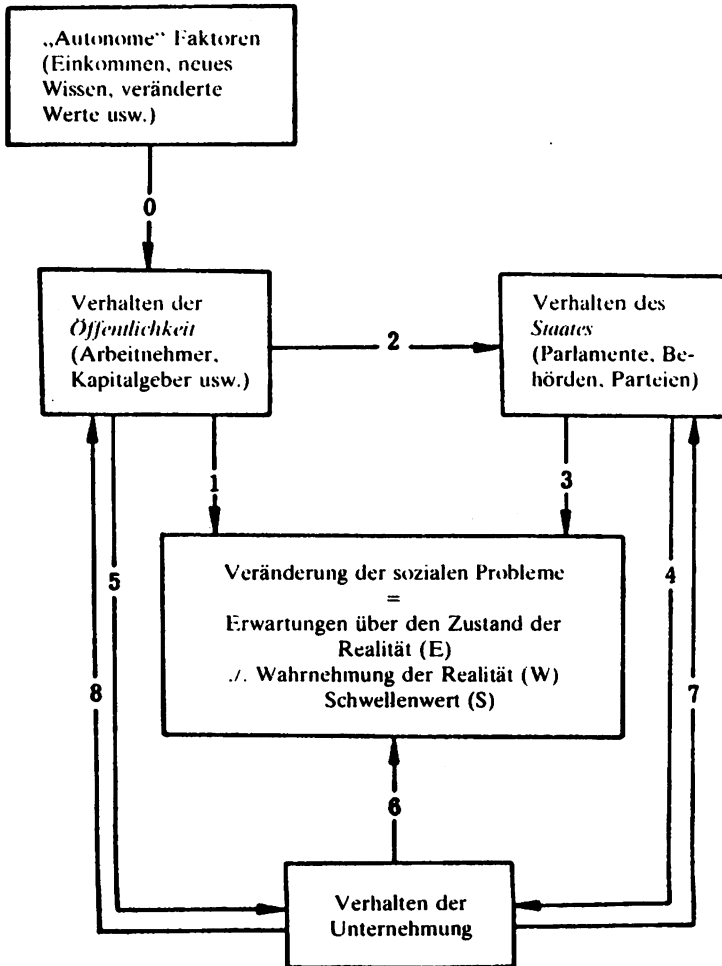 „Autonome“ Faktoren
(Einkommen, neues
Wissen, veränderte
Werte usw.)
0
Verhalten der
Öffentlichkeit
(Arbeitnehmer,
Kapitalgeber usw.)
2
Verhalten des
Staates
(Parlamente, Be-
hörden, Parteien)
1
3
5
4
Veränderung der sozialen Probleme
=
Erwartungen über den Zustand der
Realität (E)
./. Wahrnehmung der Realität (W)
Schwellenwert (S)
8
7
6
Verhalten der
Unternehmung